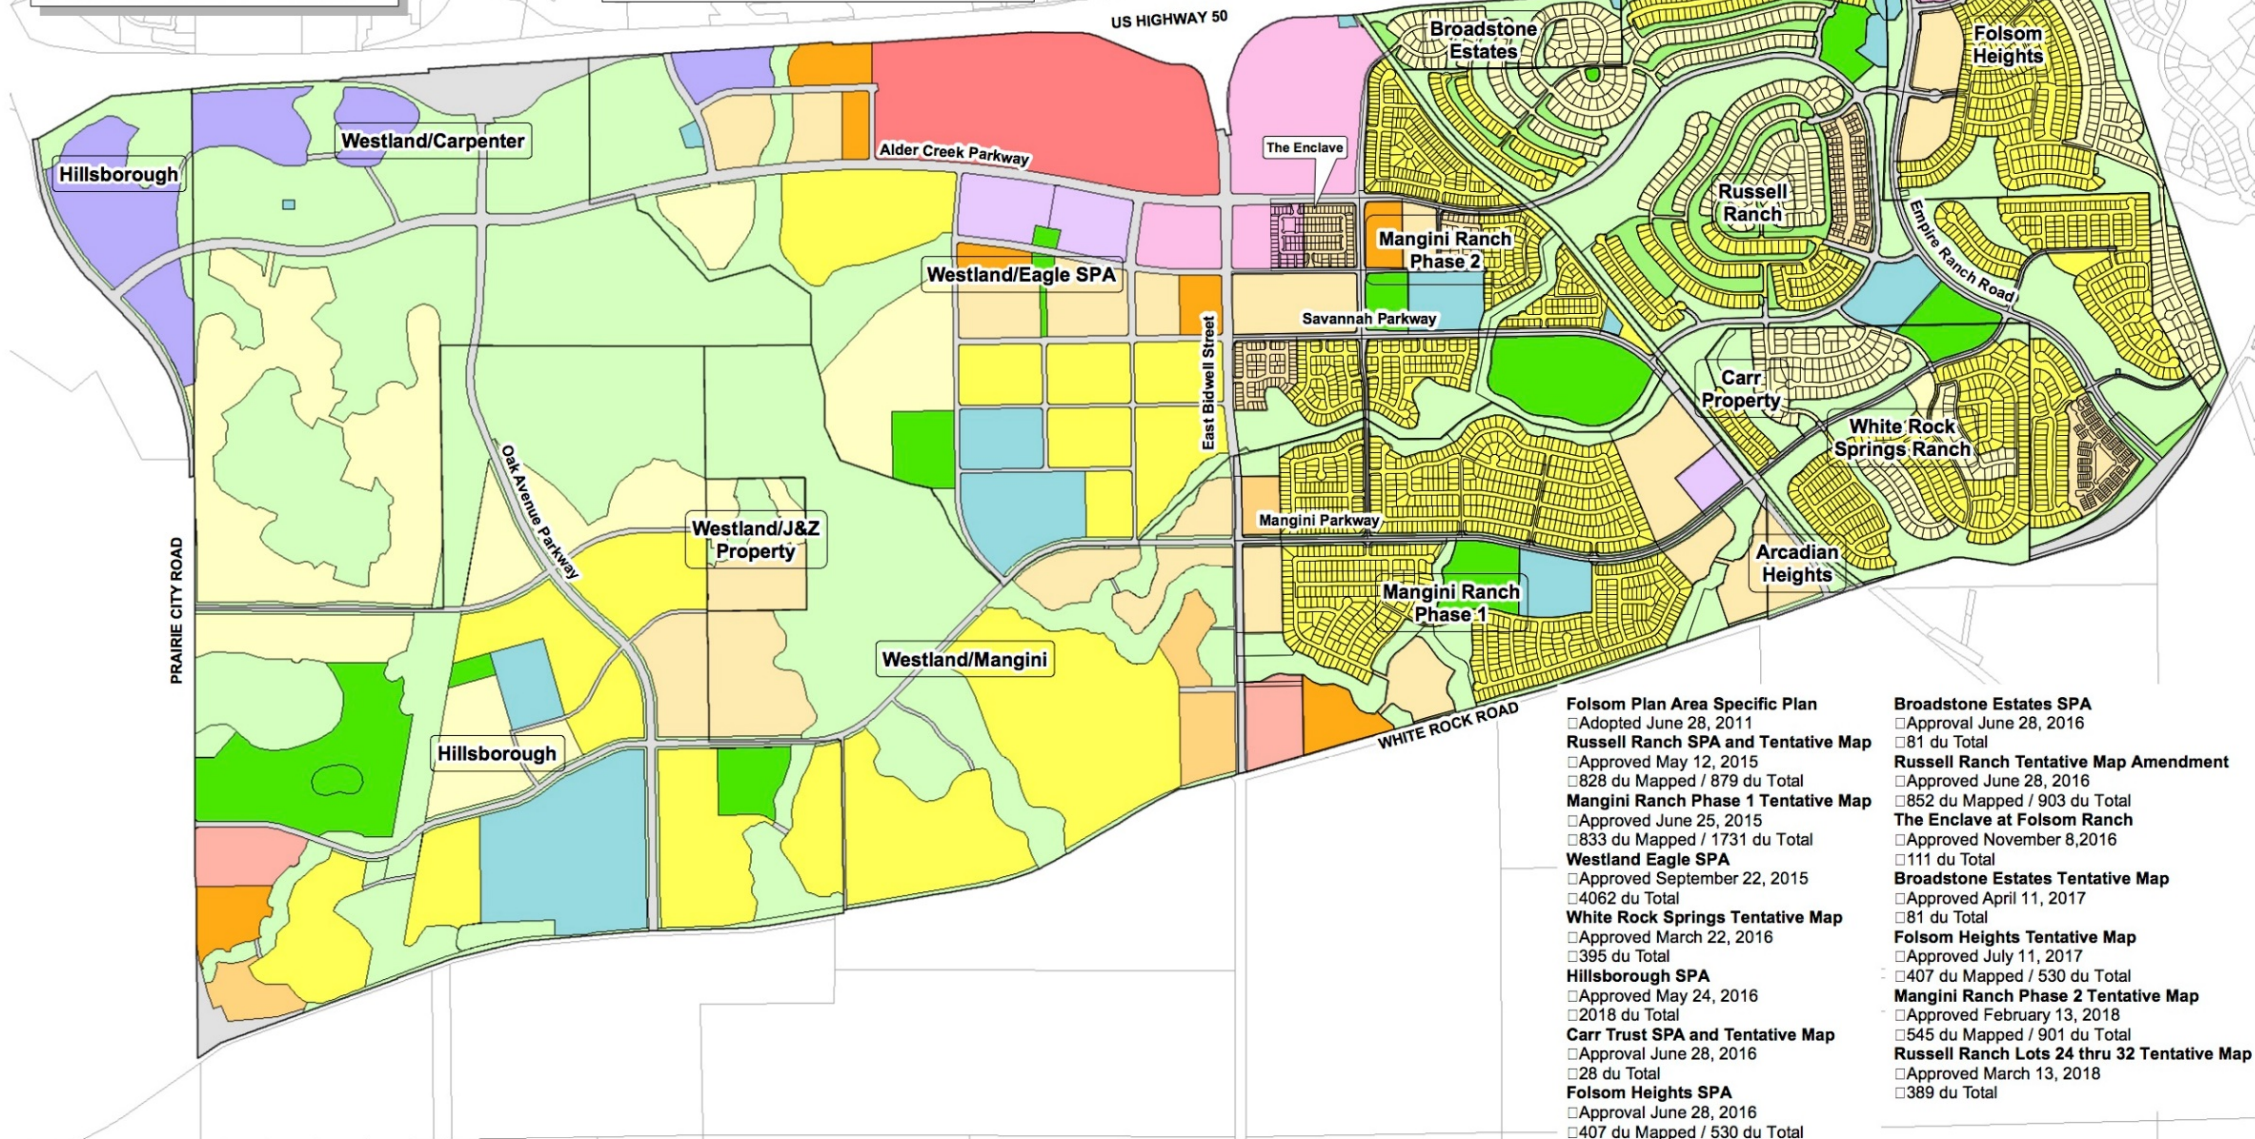 US HIGHWAY 50
Broadstone
Estates
Folsom
Heights
Westland/Carpenter
Hillsborough
Alder Creek Parkway
The Enclave
Russell
Ranch
Empire Ranch Road
Mangini Ranch
Phase 2
Westland/Eagle SPA
Savannah Parkway
East Bidwell Street
Carr
Property
White Rock
Springs Ranch
Oak Avenue Parkway
Westland/J&Z
Property
Mangini Parkway
Arcadian
Heights
PRAIRIE CITY ROAD
Mangini Ranch
Phase 1
Westland/Mangini
Hillsborough
WHITE ROCK ROAD
Folsom Plan Area Specific Plan
□Adopted June 28, 2011
Russell Ranch SPA and Tentative Map
□Approved May 12, 2015
□828 du Mapped / 879 du Total
Mangini Ranch Phase 1 Tentative Map
□Approved June 25, 2015
□833 du Mapped / 1731 du Total
Westland Eagle SPA
□Approved September 22, 2015
□4062 du Total
White Rock Springs Tentative Map
□Approved March 22, 2016
□395 du Total
Hillsborough SPA
□Approved May 24, 2016
□2018 du Total
Carr Trust SPA and Tentative Map
□Approval June 28, 2016
□28 du Total
Folsom Heights SPA
□Approval June 28, 2016
□407 du Mapped / 530 du Total
Broadstone Estates SPA
□Approval June 28, 2016
□81 du Total
Russell Ranch Tentative Map Amendment
□Approved June 28, 2016
□852 du Mapped / 903 du Total
The Enclave at Folsom Ranch
□Approved November 8,2016
□111 du Total
Broadstone Estates Tentative Map
□Approved April 11, 2017
□81 du Total
Folsom Heights Tentative Map
□Approved July 11, 2017
□407 du Mapped / 530 du Total
Mangini Ranch Phase 2 Tentative Map
□Approved February 13, 2018
□545 du Mapped / 901 du Total
Russell Ranch Lots 24 thru 32 Tentative Map
□Approved March 13, 2018
□389 du Total